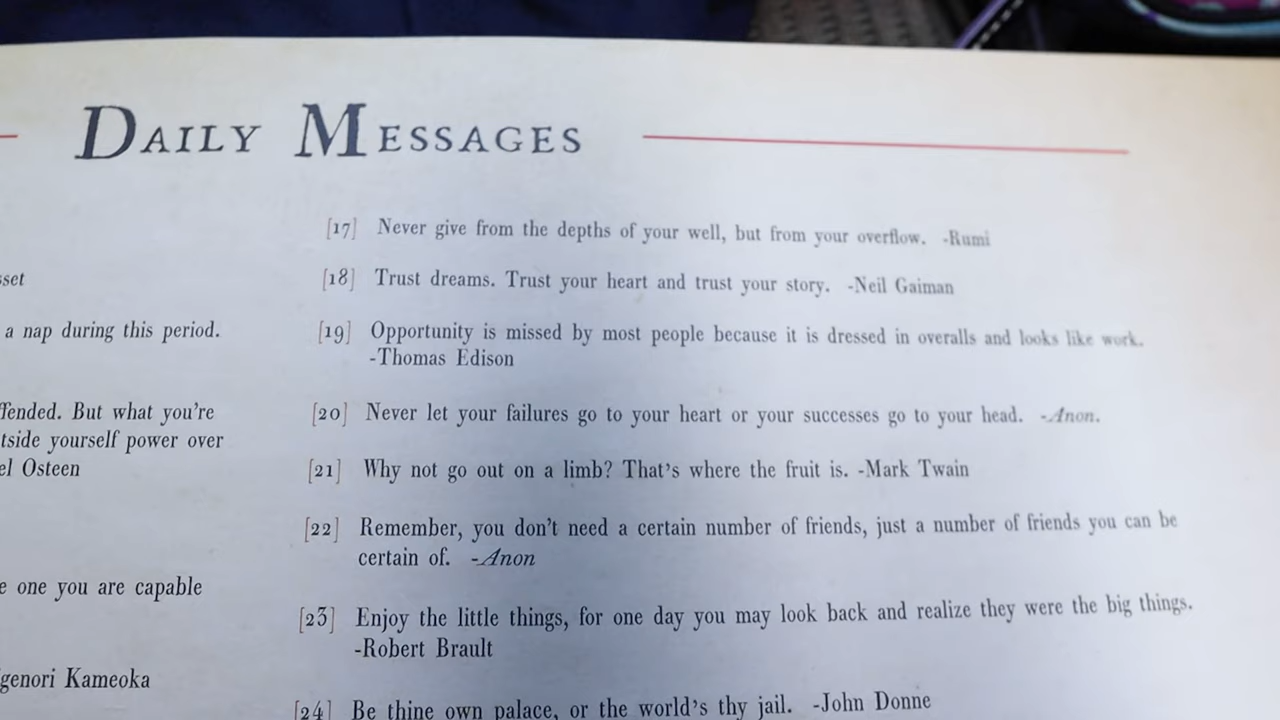 DAILY MESSAGES
sset
a nap during this period.
ffended. But what you're
tside yourself power over
el Osteen
e one you are capable
genori Kameoka
[17] Never give from the depths of your well, but from your overflow. -Rumi
[18] Trust dreams. Trust your heart and trust your story. -Neil Gaiman
[19] Opportunity is missed by most people because it is dressed in overalls and looks like work.
-Thomas Edison
[20] Never let your failures go to your heart or your successes go to your head. -Anon.
[21] Why not go out on a limb? That's where the fruit is. -Mark Twain
[22] Remember, you don't need a certain number of friends, just a number of friends you can be
certain of. -Anon
[23] Enjoy the little things, for one day you may look back and realize they were the big things.
-Robert Brault
[24] Be thine own palace, or the world's thy jail. -John Donne